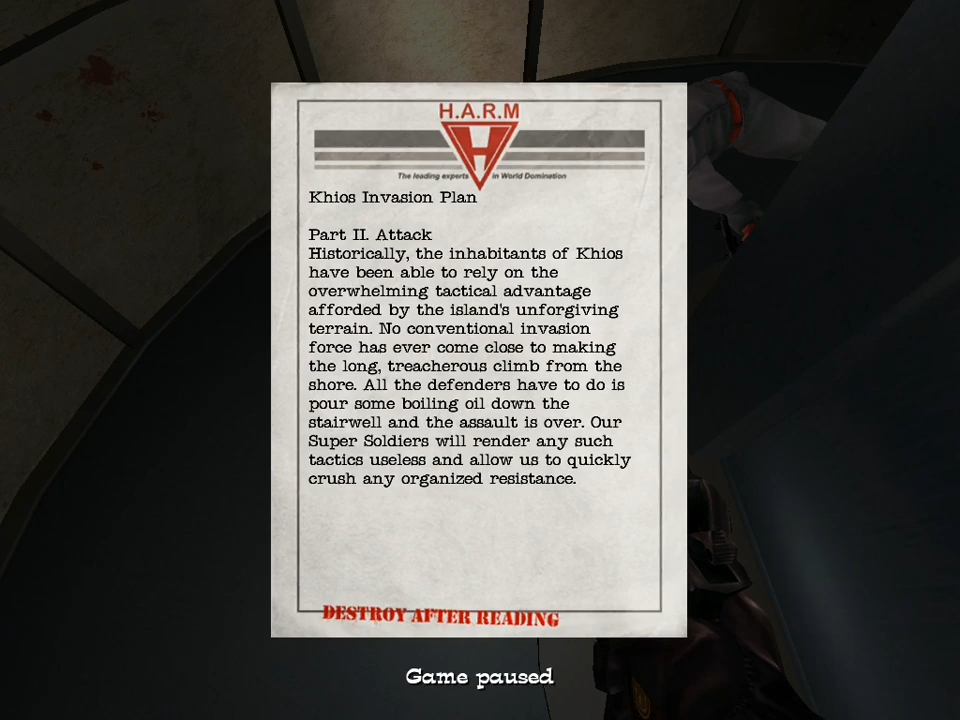 H.A.R.M
H
The leading experts in World Domination
Khios Invasion Plan
Part II. Attack
Historically, the inhabitants of Khios
have been able to rely on the
overwhelming tactical advantage
afforded by the island's unforgiving
terrain. No conventional invasion
force has ever come close to making
the long, treacherous climb from the
shore. All the defenders have to do is
pour some boiling oil down the
stairwell and the assault is over. Our
Super Soldiers will render any such
tactics useless and allow us to quickly
crush any organized resistance.
DESTROY AFTER READING
Game paused